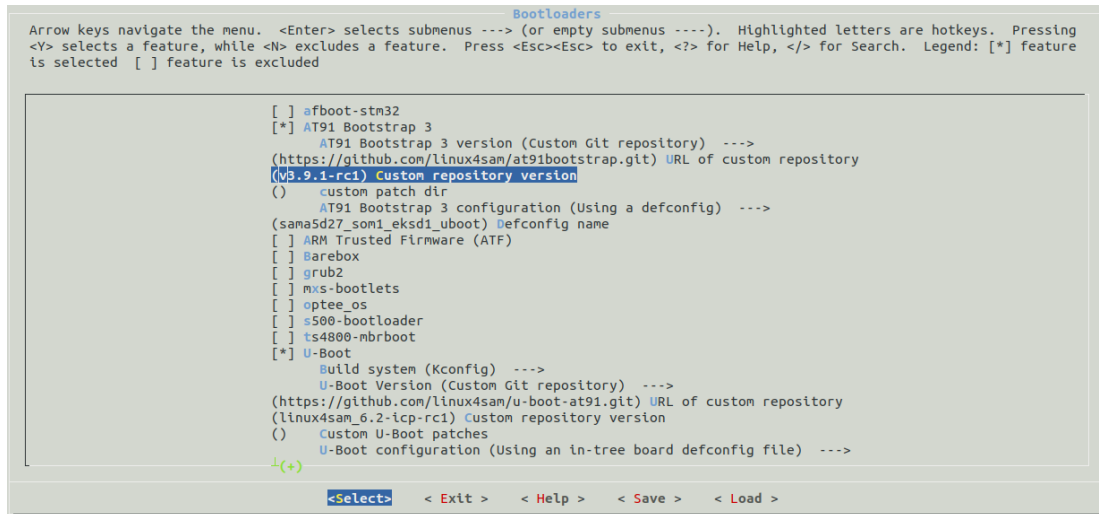 Bootloaders
Arrow keys navigate the menu.  <Enter> selects submenus ---> (or empty submenus ----).  Highlighted letters are hotkeys.  Pressing
<Y> selects a feature, while <N> excludes a feature.  Press <Esc><Esc> to exit, <?> for Help, </> for Search.  Legend: [*] feature
is selected  [ ] feature is excluded
[ ] afboot-stm32
[*] AT91 Bootstrap 3
AT91 Bootstrap 3 version (Custom Git repository)  --->
(https://github.com/linux4sam/at91bootstrap.git) URL of custom repository
(v3.9.1-rc1) Custom repository version
()    custom patch dir
AT91 Bootstrap 3 configuration (Using a defconfig)  --->
(sama5d27_som1_eksd1_uboot) Defconfig name
[ ] ARM Trusted Firmware (ATF)
[ ] Barebox
[ ] grub2
[ ] mxs-bootlets
[ ] optee_os
[ ] s500-bootloader
[ ] ts4800-mbrboot
[*] U-Boot
Build system (Kconfig)  --->
U-Boot Version (Custom Git repository)  --->
(https://github.com/linux4sam/u-boot-at91.git) URL of custom repository
(linux4sam_6.2-icp-rc1) Custom repository version
()    Custom U-Boot patches
U-Boot configuration (Using an in-tree board defconfig file)  --->
┴(+)
<Select>    < Exit >    < Help >    < Save >    < Load >